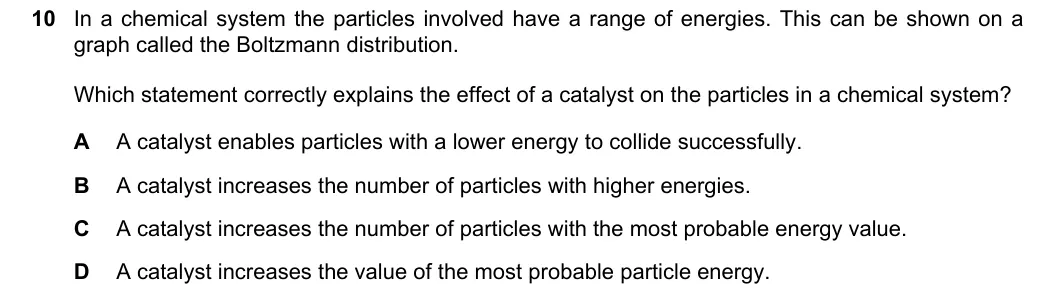 10 In a chemical system the particles involved have a range of energies. This can be shown on a
graph called the Boltzmann distribution.
Which statement correctly explains the effect of a catalyst on the particles in a chemical system?
A A catalyst enables particles with a lower energy to collide successfully.
B A catalyst increases the number of particles with higher energies.
C A catalyst increases the number of particles with the most probable energy value.
D A catalyst increases the value of the most probable particle energy.